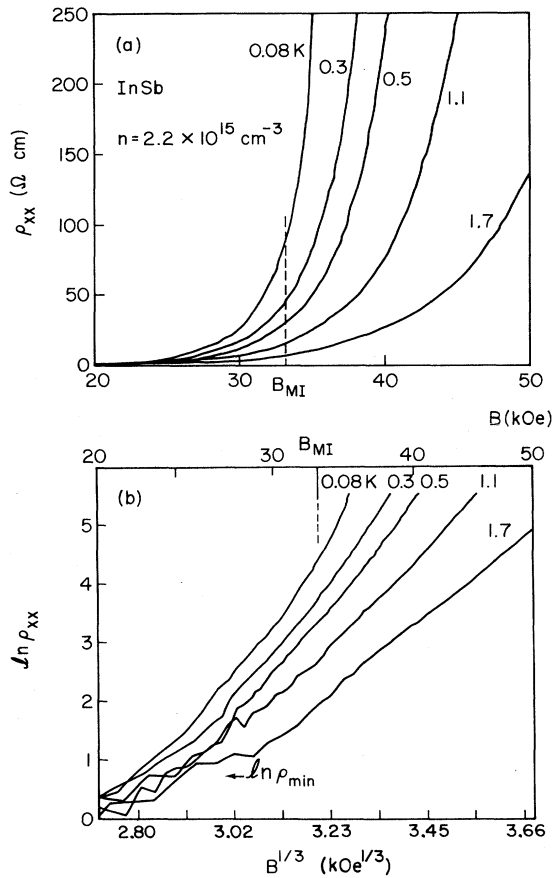 250
(a)
0.08 K
0.3
0.5
1.1
200
InSb
n = 2.2 × 10¹⁵ cm⁻³
150
ρxx (Ω cm)
100
1.7
50
0
20
30
BMI
40
50
B (kOe)
20
30
BMI
40
50
(b)
0.08 K
0.3
0.5
1.1
1.7
5
4
3
ℓn ρxx
2
1
ℓn ρmin
0
2.80
3.02
3.23
3.45
3.66
B^1/3 (kOe^1/3)